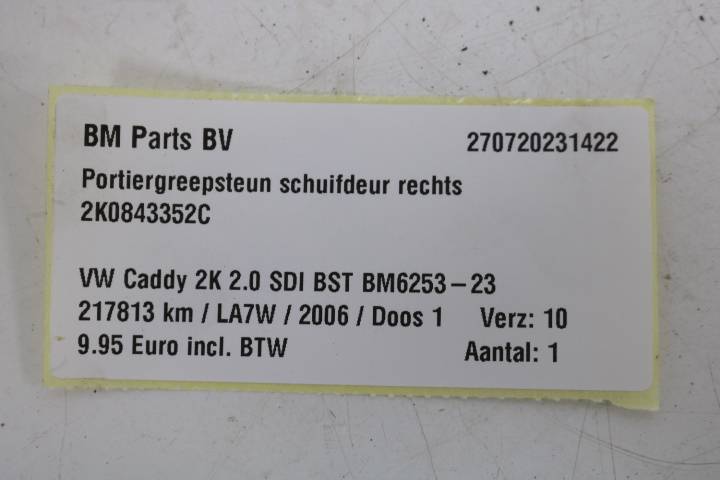 BM Parts BV 270720231422
Portiergreepsteun schuifdeur rechts
2K0843352C
VW Caddy 2K 2.0 SDI BST BM6253-23
217813 km / LA7W / 2006 / Doos 1 Verz: 10
9.95 Euro incl. BTW Aantal: 1